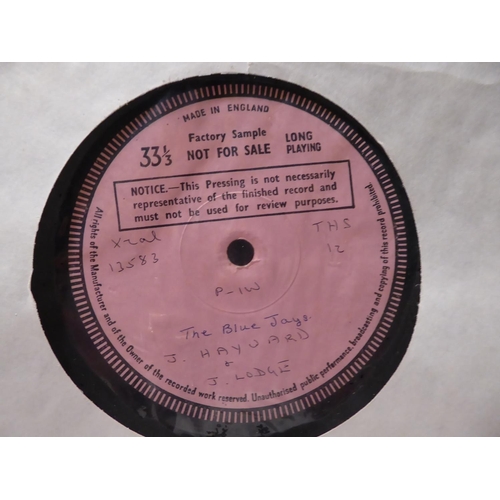 MADE IN ENGLAND
Factory Sample
33⅓ NOT FOR SALE LONG PLAYING
NOTICE.—This Pressing is not necessarily
representative of the finished record and
must not be used for review purposes.
Xzal THS
13583 12
P-1W
The Blue Jays.
J. HAYWARD
&
J. LODGE
All rights of the Manufacturer and of the Owner of the recorded work reserved. Unauthorised public performance, broadcasting and copying of this record prohibited.